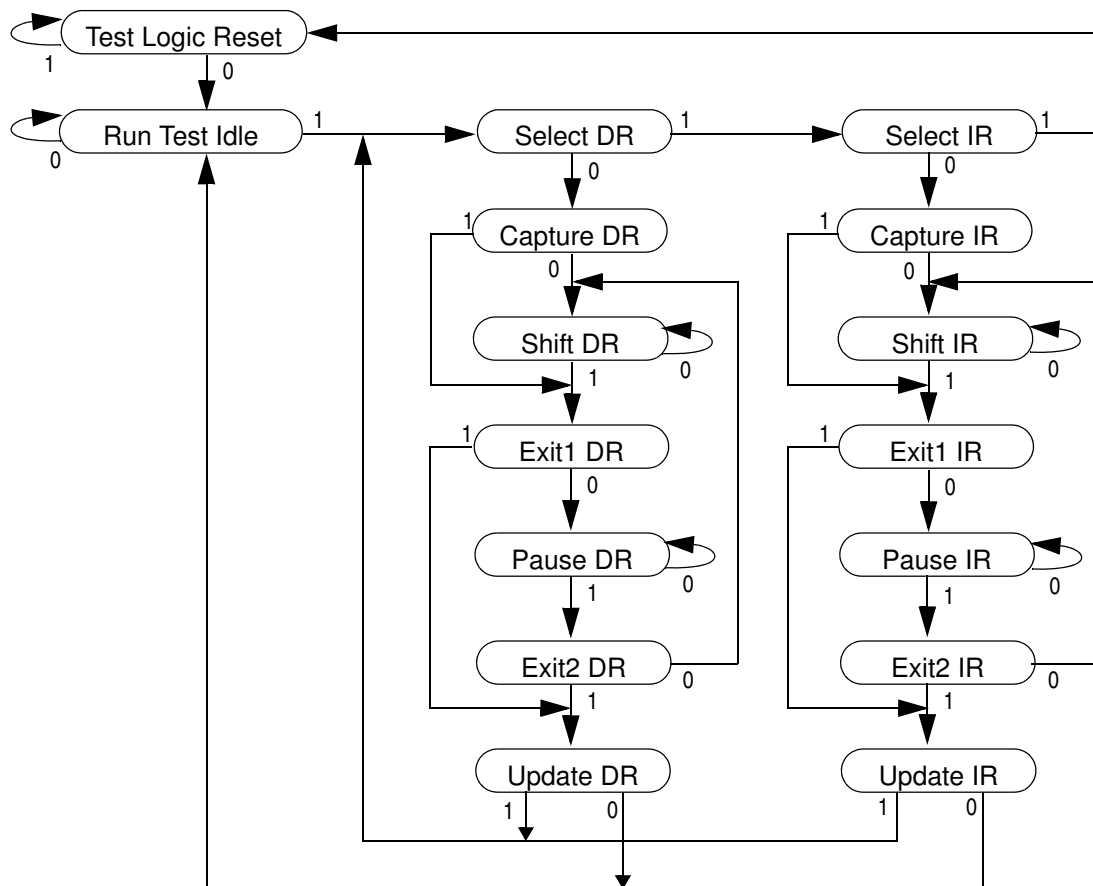 Test Logic Reset
1
0
Run Test Idle
1
Select DR
1
Select IR
1
0
0
0
1
Capture DR
1
Capture IR
0
0
Shift DR
0
Shift IR
0
1
1
1
Exit1 DR
1
Exit1 IR
0
0
Pause DR
0
Pause IR
0
1
1
Exit2 DR
0
Exit2 IR
0
1
1
Update DR
Update IR
1
0
1
0